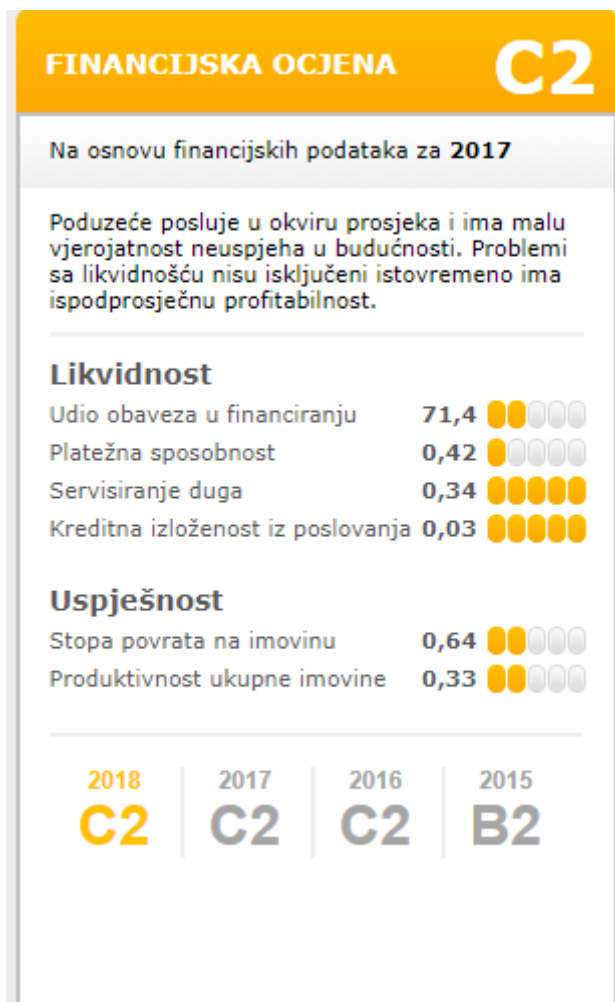 FINANCIJSKA OCJENA C2
Na osnovu financijskih podataka za 2017
Poduzeće posluje u okviru prosjeka i ima malu
vjerojatnost neuspjeha u budućnosti. Problemi
sa likvidnošću nisu isključeni istovremeno ima
ispodprosječnu profitabilnost.
Likvidnost
Udio obaveza u financiranju 71,4
Platežna sposobnost 0,42
Servisiranje duga 0,34
Kreditna izloženost iz poslovanja 0,03
Uspješnost
Stopa povrata na imovinu 0,64
Produktivnost ukupne imovine 0,33
2018 2017 2016 2015
C2 C2 C2 B2